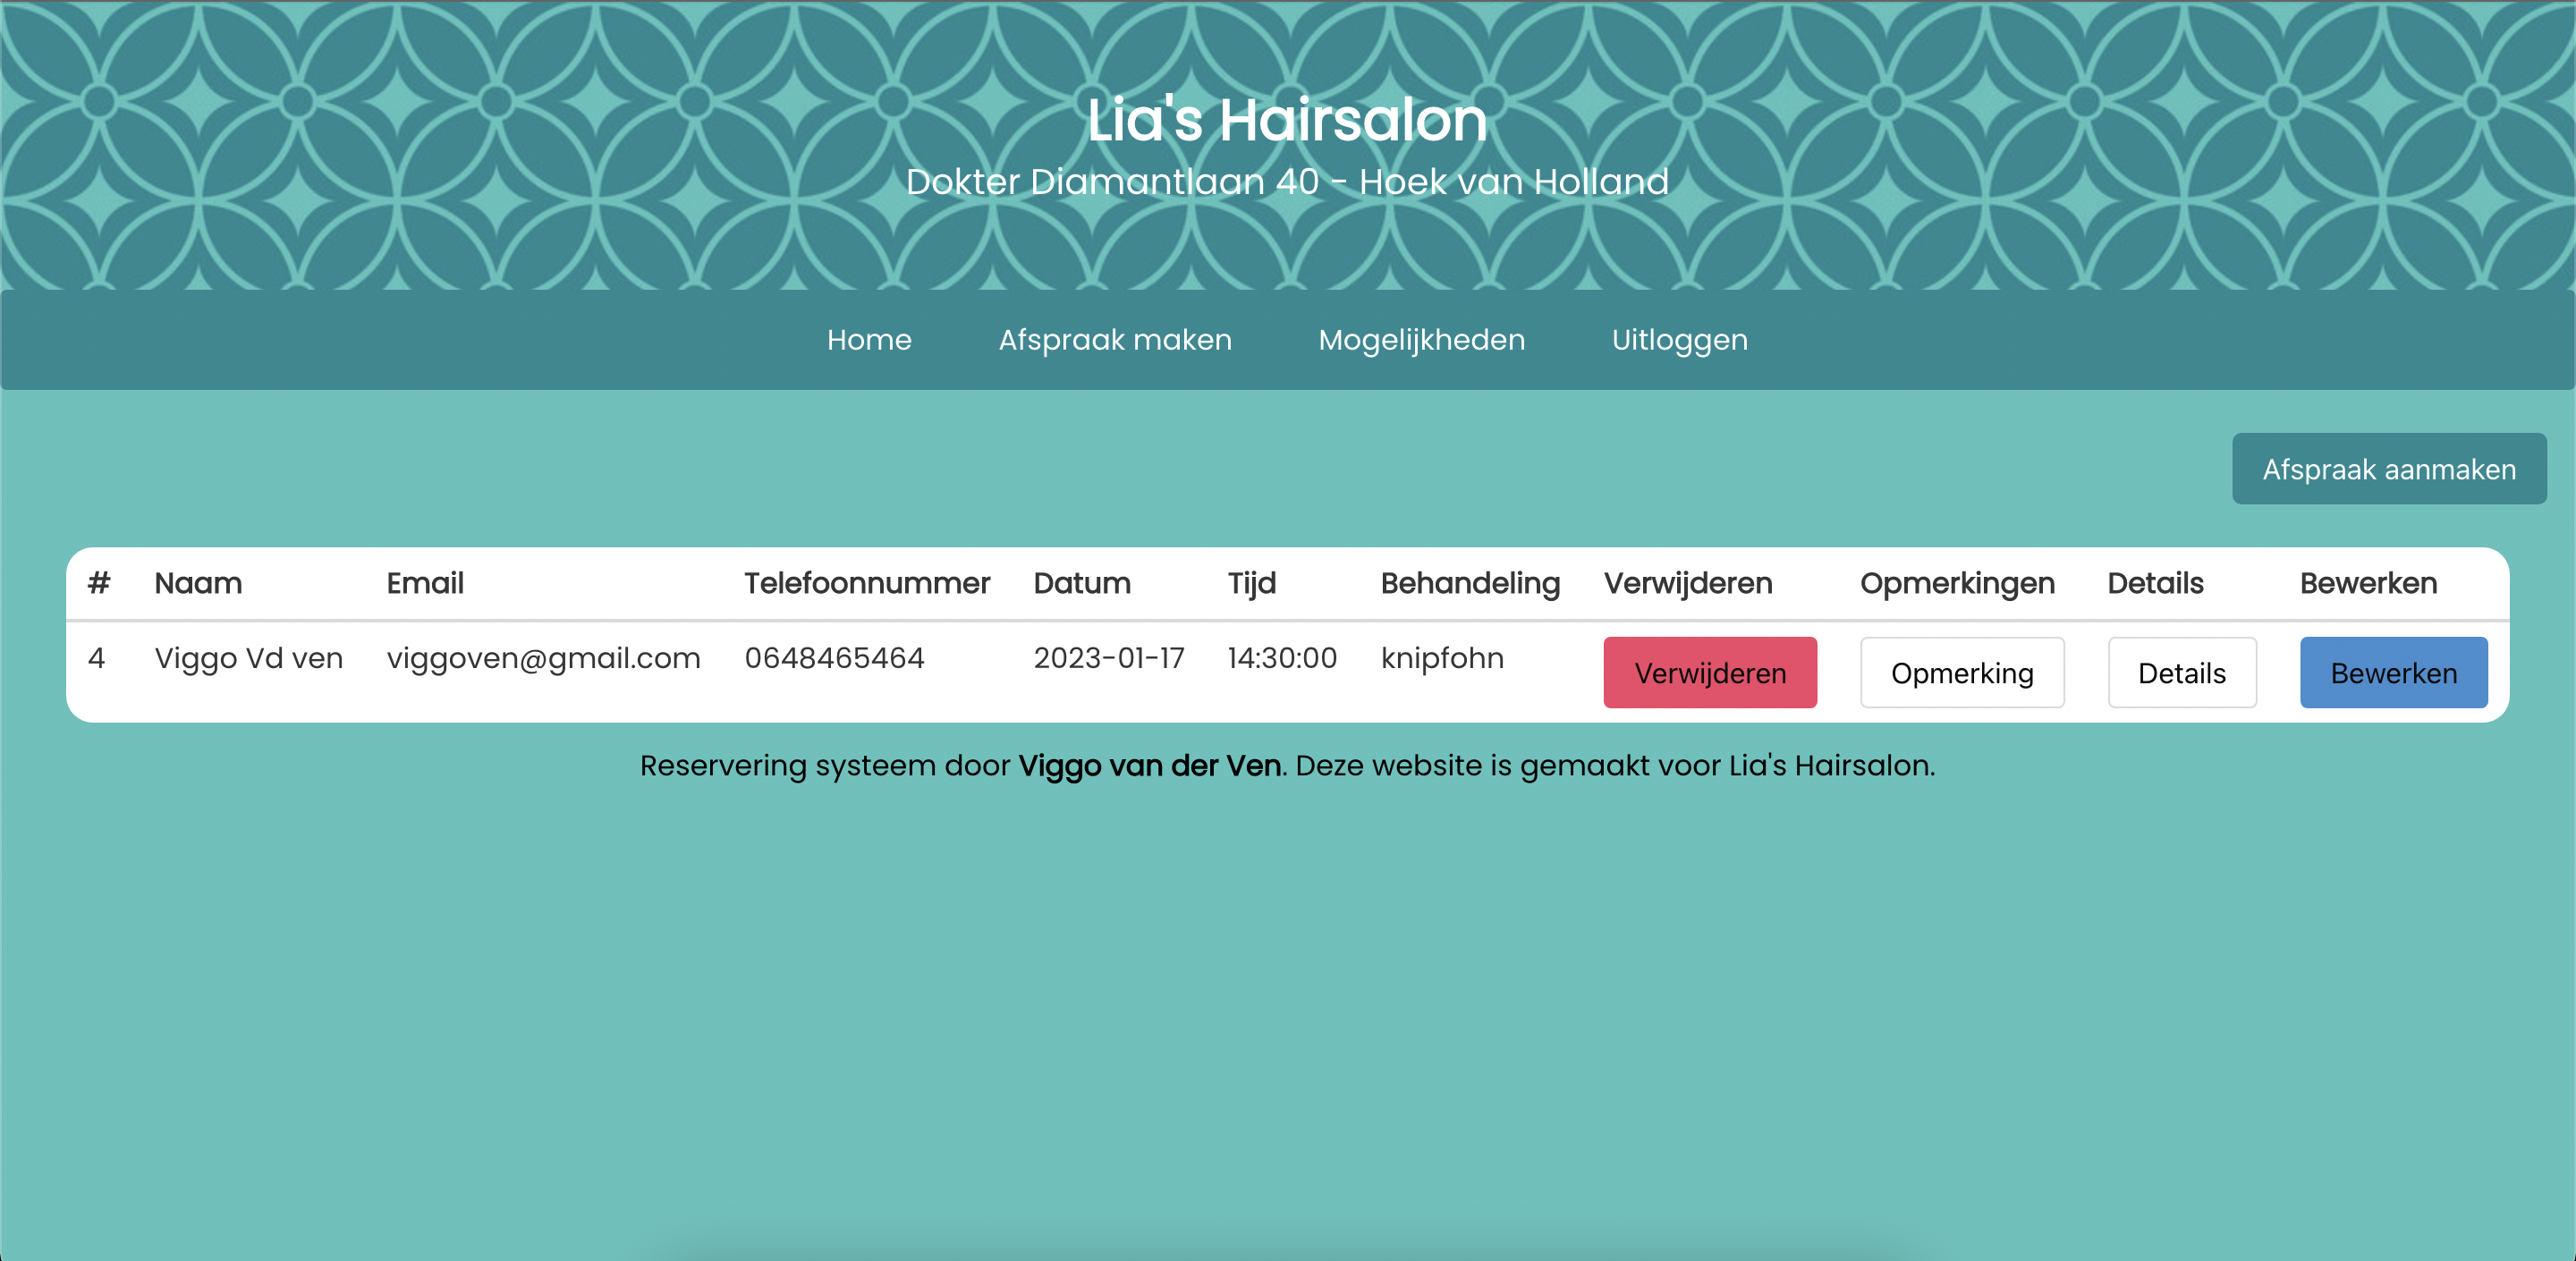 Lia's Hairsalon
Dokter Diamantlaan 40 - Hoek van Holland
Home Afspraak maken Mogelijkheden Uitloggen
Afspraak aanmaken
# Naam Email Telefoonnummer Datum Tijd Behandeling Verwijderen Opmerkingen Details Bewerken
4 Viggo Vd ven viggoven@gmail.com 0648465464 2023-01-17 14:30:00 knipfohn Verwijderen Opmerking Details Bewerken
Reservering systeem door Viggo van der Ven. Deze website is gemaakt voor Lia's Hairsalon.